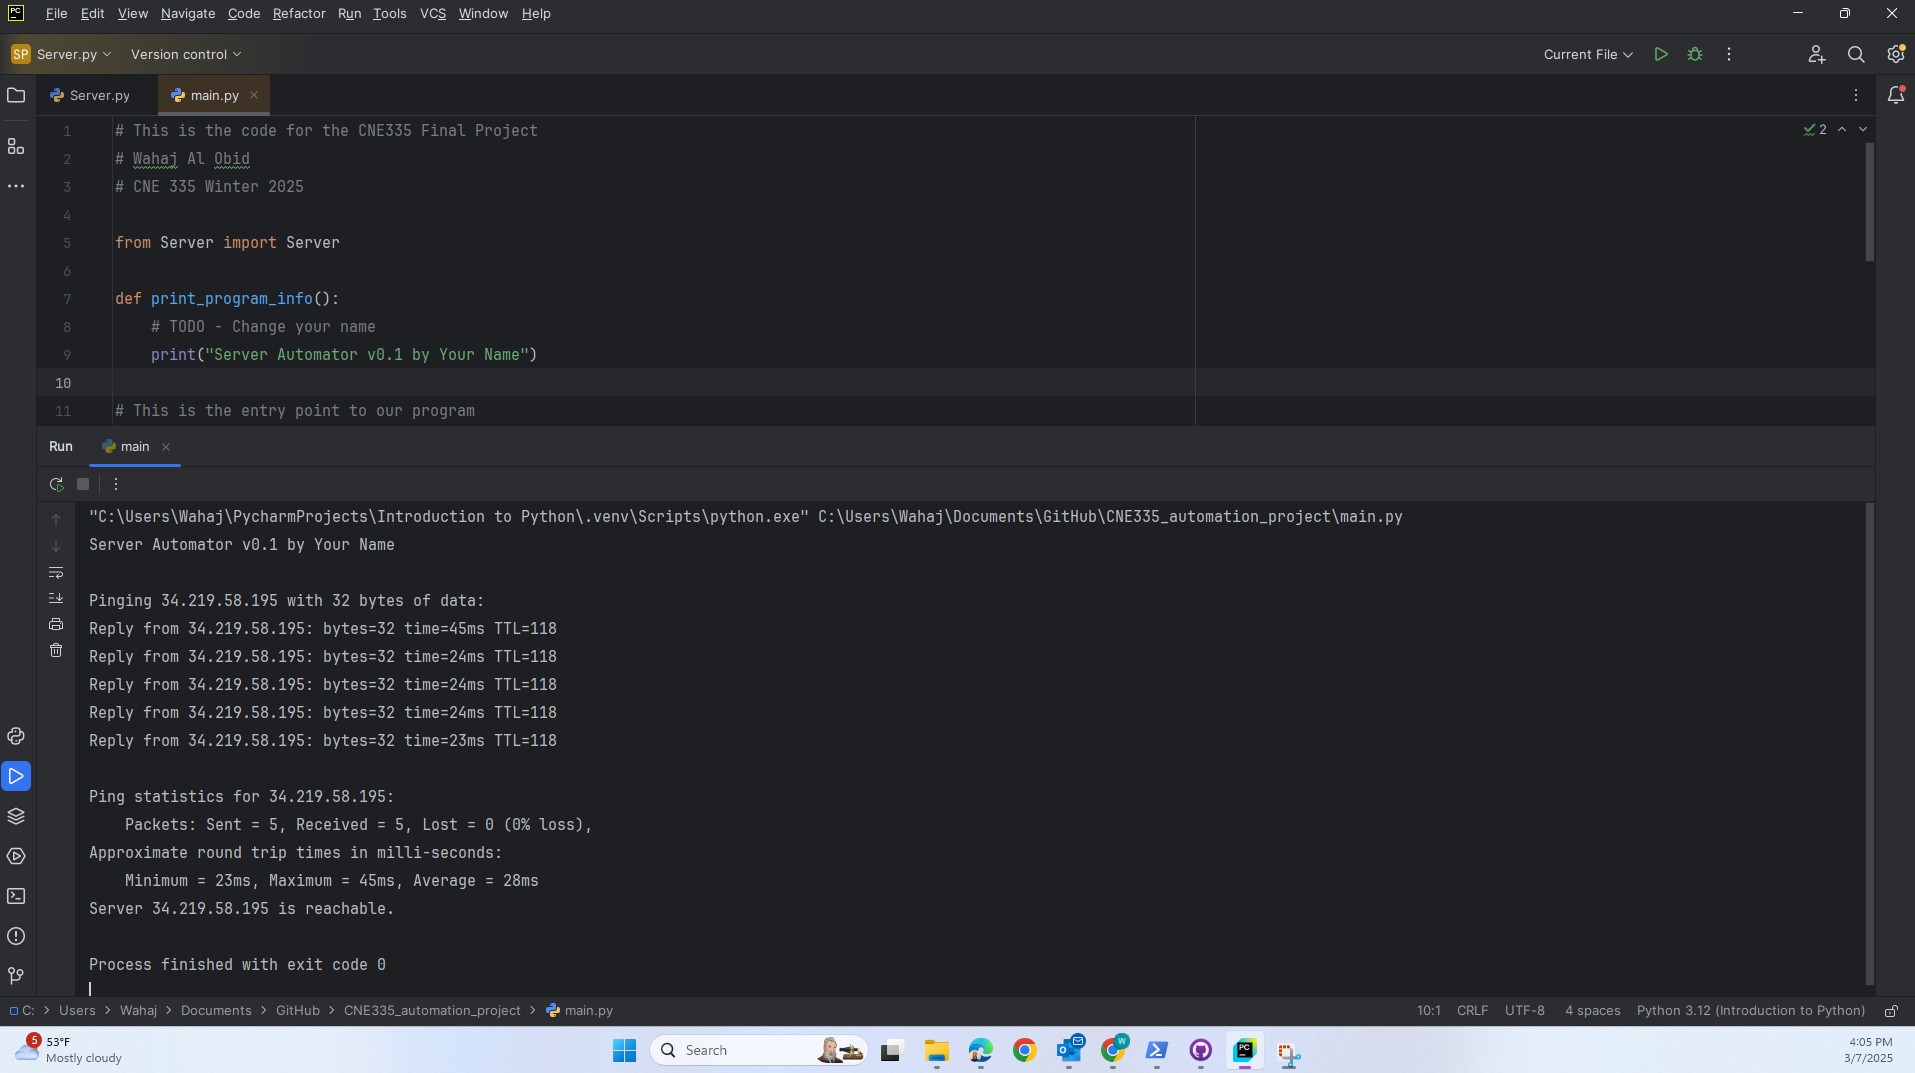 PC
File Edit View Navigate Code Refactor Run Tools VCS Window Help
SP Server.py Version control Current File
Server.py main.py
1 # This is the code for the CNE335 Final Project
2 # Wahaj Al Obid
3 # CNE 335 Winter 2025
4
5 from Server import Server
6
7 def print_program_info():
8 # TODO - Change your name
9 print("Server Automator v0.1 by Your Name")
10
11 # This is the entry point to our program
2
Run main
"C:\Users\Wahaj\PycharmProjects\Introduction to Python\.venv\Scripts\python.exe" C:\Users\Wahaj\Documents\GitHub\CNE335_automation_project\main.py
Server Automator v0.1 by Your Name
Pinging 34.219.58.195 with 32 bytes of data:
Reply from 34.219.58.195: bytes=32 time=45ms TTL=118
Reply from 34.219.58.195: bytes=32 time=24ms TTL=118
Reply from 34.219.58.195: bytes=32 time=24ms TTL=118
Reply from 34.219.58.195: bytes=32 time=24ms TTL=118
Reply from 34.219.58.195: bytes=32 time=23ms TTL=118
Ping statistics for 34.219.58.195:
Packets: Sent = 5, Received = 5, Lost = 0 (0% loss),
Approximate round trip times in milli-seconds:
Minimum = 23ms, Maximum = 45ms, Average = 28ms
Server 34.219.58.195 is reachable.
Process finished with exit code 0
C: > Users > Wahaj > Documents > GitHub > CNE335_automation_project > main.py 10:1 CRLF UTF-8 4 spaces Python 3.12 (Introduction to Python)
5 53°F
Mostly cloudy
Search
W
PC
4:05 PM
3/7/2025